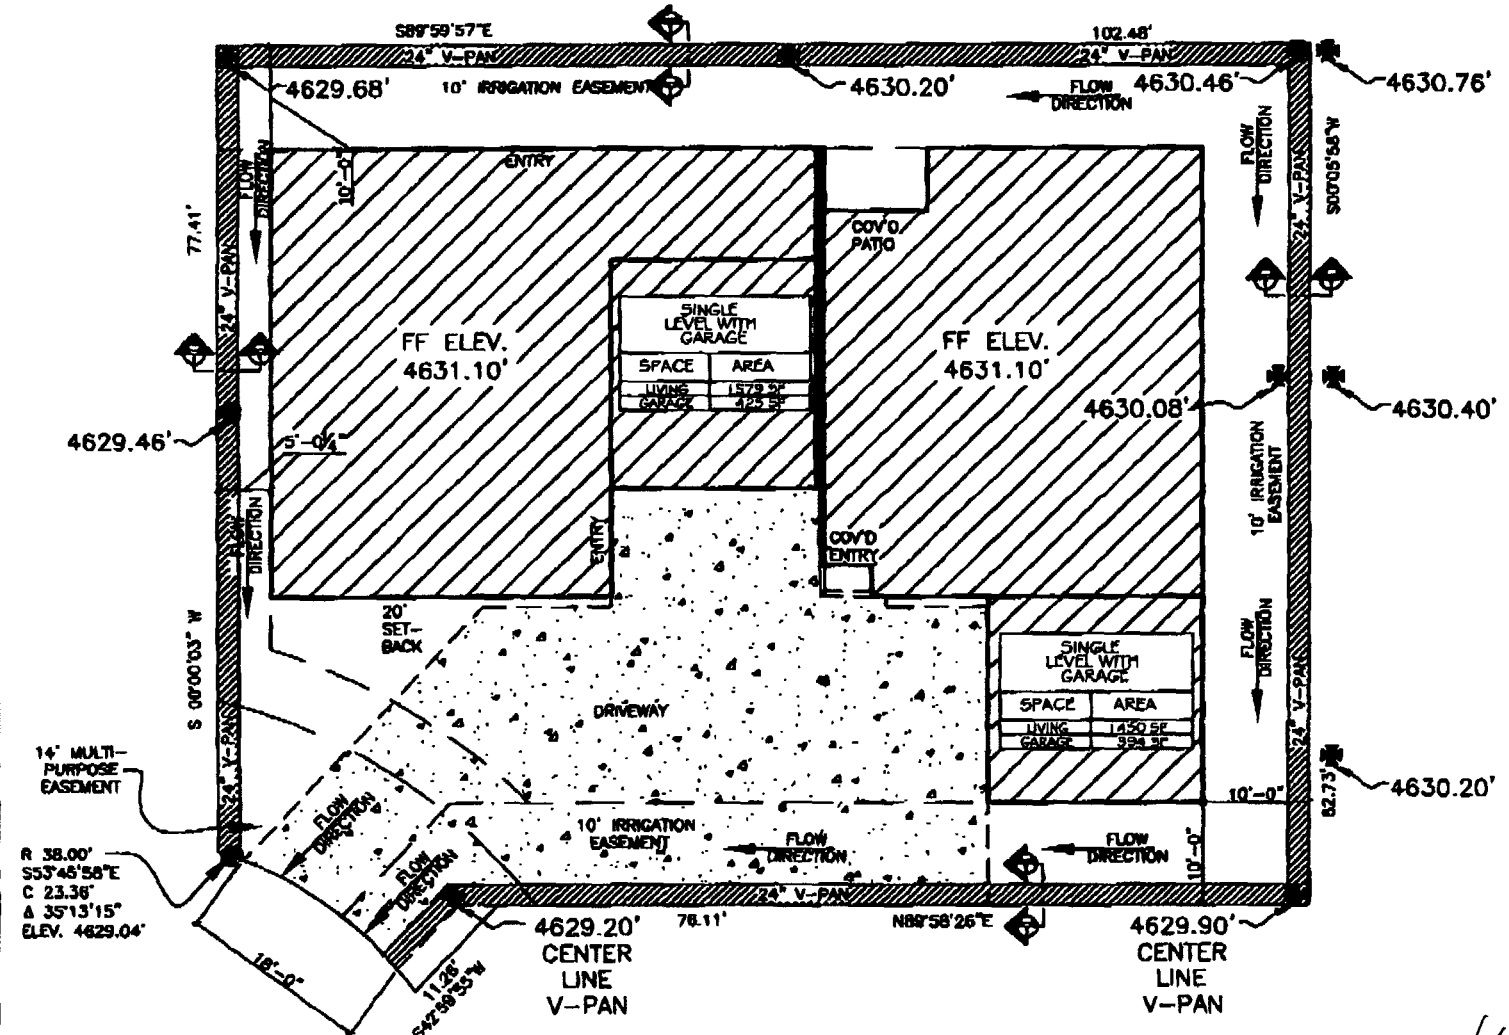 S89°59'57"E
102.48'
24" V-PAN
24" V-PAN
4629.68'
10' IRRIGATION EASEMENT
4630.20'
FLOW
DIRECTION
4630.46'
4630.76'
FLOW
DIRECTION
10'-0"
ENTRY
FLOW
DIRECTION
24" V-PAN
S00°05'58"W
77.41'
24" V-PAN
COV'D.
PATIO
SINGLE
LEVEL WITH
GARAGE
SPACE AREA
LIVING 1579 SF
GARAGE 425 SF
FF ELEV.
4631.10'
FF ELEV.
4631.10'
4630.08'
4630.40'
4629.46'
5'-0¼"
10' IRRIGATION
EASEMENT
FLOW
DIRECTION
ENTRY
COV'D
ENTRY
20'
SET-
BACK
FLOW
DIRECTION
S 00°00'03" W
24" V-PAN
SINGLE
LEVEL WITH
GARAGE
SPACE AREA
LIVING 1450 SF
GARAGE 394 SF
24" V-PAN
DRIVEWAY
14' MULTI-
PURPOSE
EASEMENT
4630.20'
82.73'
10'-0"
10'-0"
FLOW
DIRECTION
10' IRRIGATION
EASEMENT
FLOW
DIRECTION
FLOW
DIRECTION
FLOW
DIRECTION
R 38.00'
S53°45'58"E
C 23.36'
Δ 35°13'15"
ELEV. 4629.04'
24" V-PAN
76.11'
N89°58'26"E
4629.20'
CENTER
LINE
V-PAN
4629.90'
CENTER
LINE
V-PAN
18'-0"
11.26'
S42°59'55"W